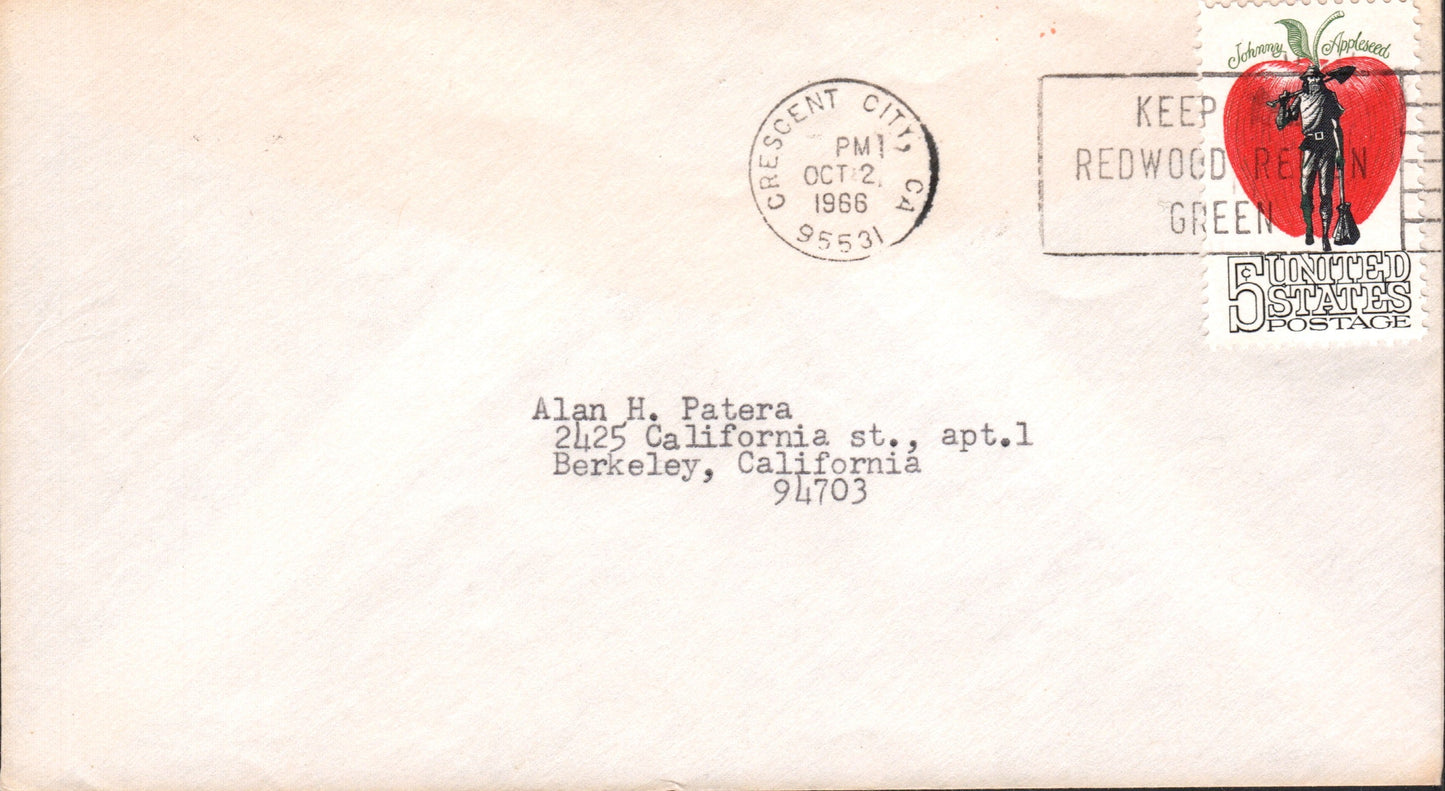 CRESCENT CITY, CA
PM
OCT 2
1966
95531
KEEP
REDWOOD REGION
GREEN
Johnny Appleseed
5¢ UNITED
STATES
POSTAGE
Alan H. Patera
2425 California st., apt.1
Berkeley, California
94703